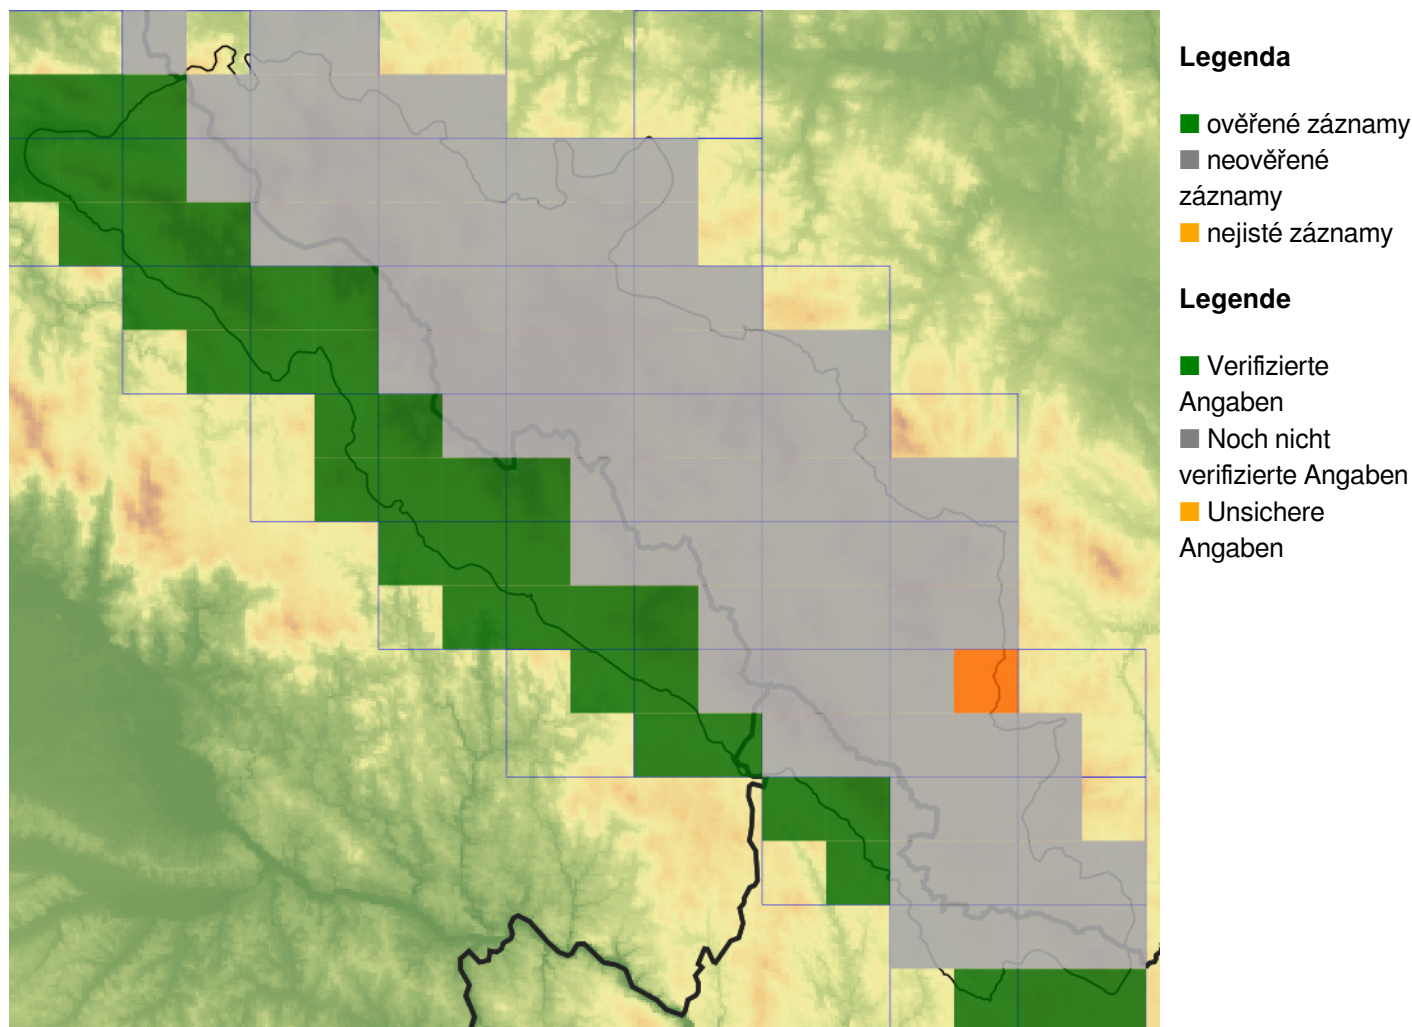 Legenda
ověřené záznamy
neověřené
záznamy
nejisté záznamy
Legende
Verifizierte
Angaben
Noch nicht
verifizierte Angaben
Unsichere
Angaben